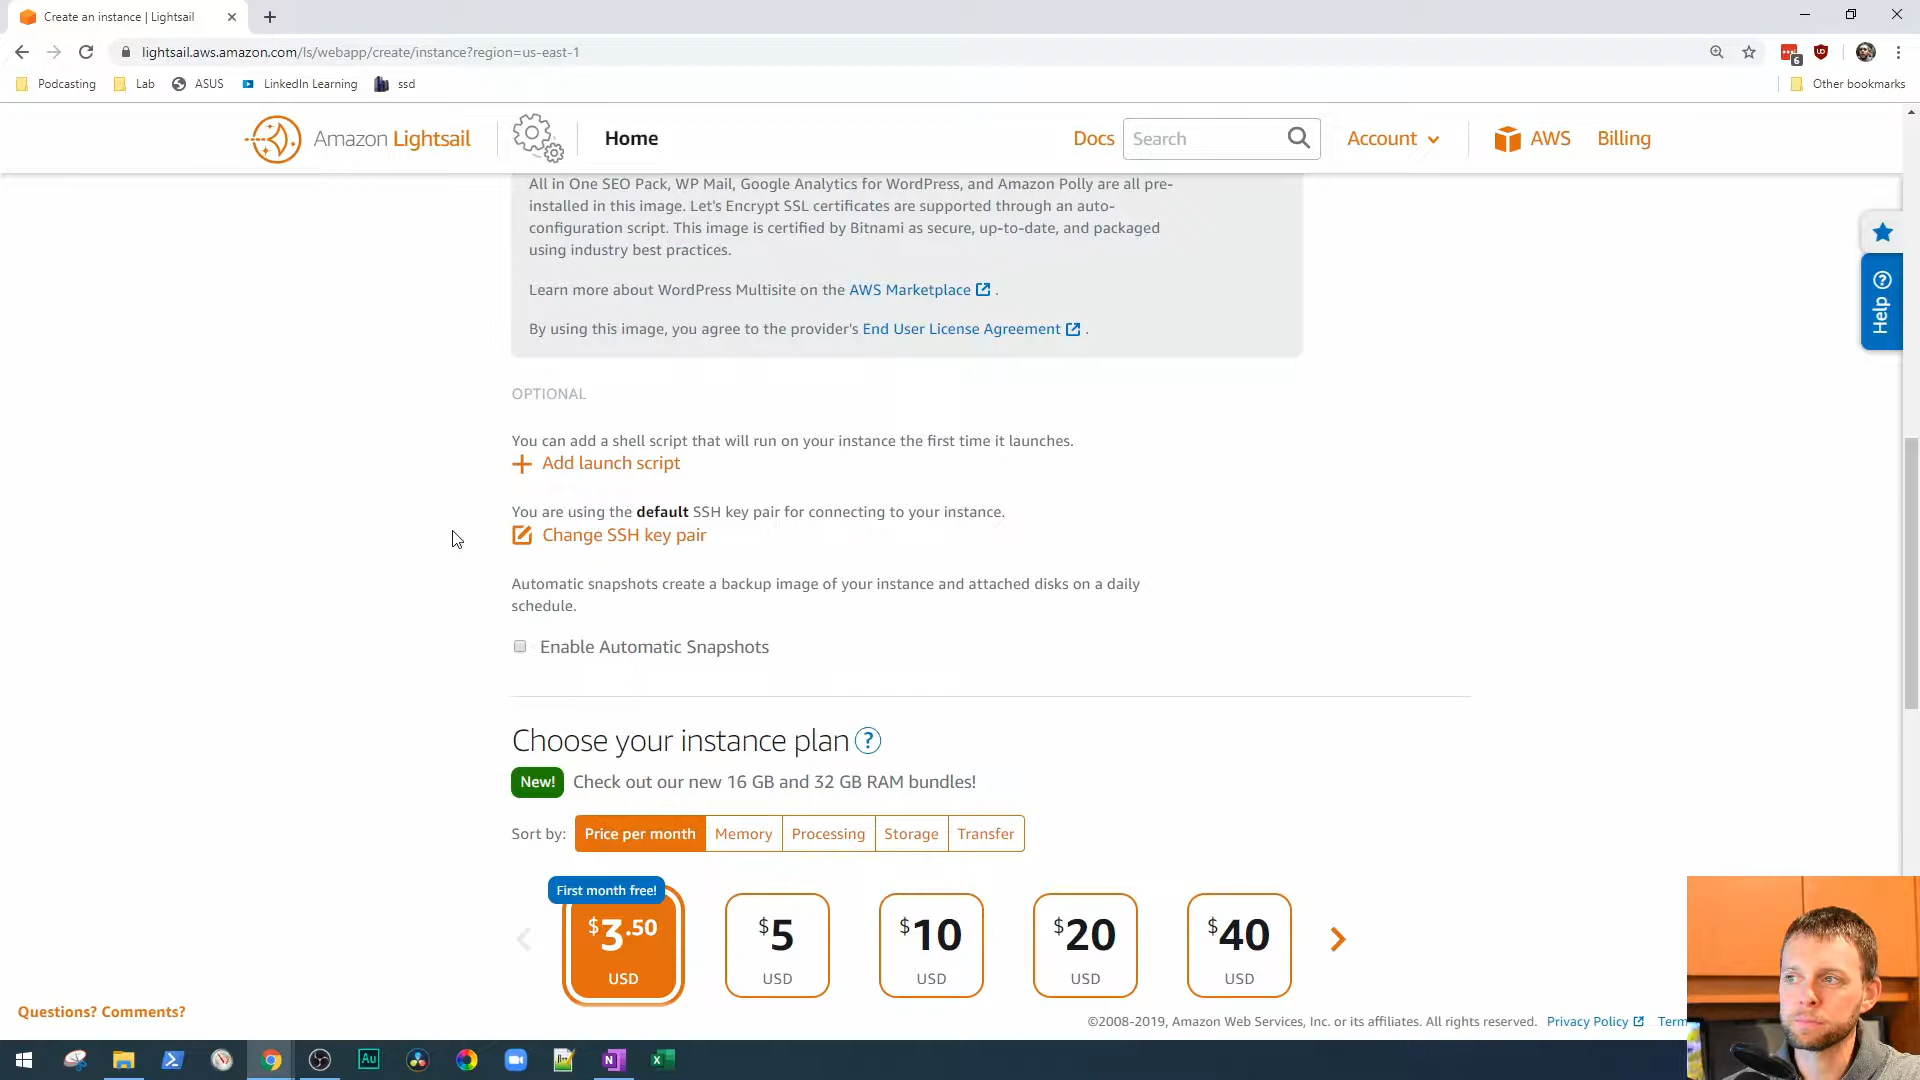 Create an instance | Lightsail
lightsail.aws.amazon.com/ls/webapp/create/instance?region=us-east-1
6
Podcasting
Lab
ASUS
LinkedIn Learning
ssd
Other bookmarks
Amazon Lightsail
Home
Docs
Search
Account
AWS
Billing
All in One SEO Pack, WP Mail, Google Analytics for WordPress, and Amazon Polly are all pre-
installed in this image. Let's Encrypt SSL certificates are supported through an auto-
configuration script. This image is certified by Bitnami as secure, up-to-date, and packaged
using industry best practices.
Learn more about WordPress Multisite on the AWS Marketplace .
By using this image, you agree to the provider's End User License Agreement .
Help ?
OPTIONAL
You can add a shell script that will run on your instance the first time it launches.
+ Add launch script
You are using the default SSH key pair for connecting to your instance.
Change SSH key pair
Automatic snapshots create a backup image of your instance and attached disks on a daily
schedule.
Enable Automatic Snapshots
Choose your instance plan ?
New! Check out our new 16 GB and 32 GB RAM bundles!
Sort by: Price per month Memory Processing Storage Transfer
First month free!
$3.50 USD
$5 USD
$10 USD
$20 USD
$40 USD
Questions? Comments?
©2008-2019, Amazon Web Services, Inc. or its affiliates. All rights reserved. Privacy Policy Term
Au
N
X